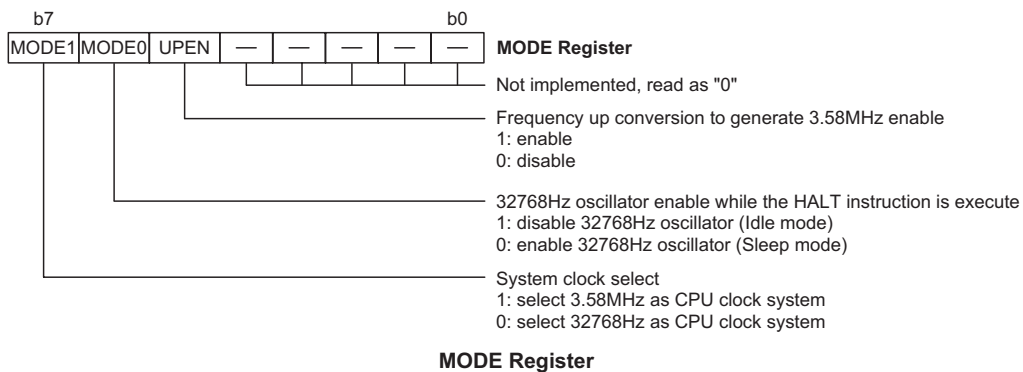 b7 b0
MODE1 MODE0 UPEN — — — — — MODE Register
Not implemented, read as "0"
Frequency up conversion to generate 3.58MHz enable
1: enable
0: disable
32768Hz oscillator enable while the HALT instruction is execute
1: disable 32768Hz oscillator (Idle mode)
0: enable 32768Hz oscillator (Sleep mode)
System clock select
1: select 3.58MHz as CPU clock system
0: select 32768Hz as CPU clock system
MODE Register